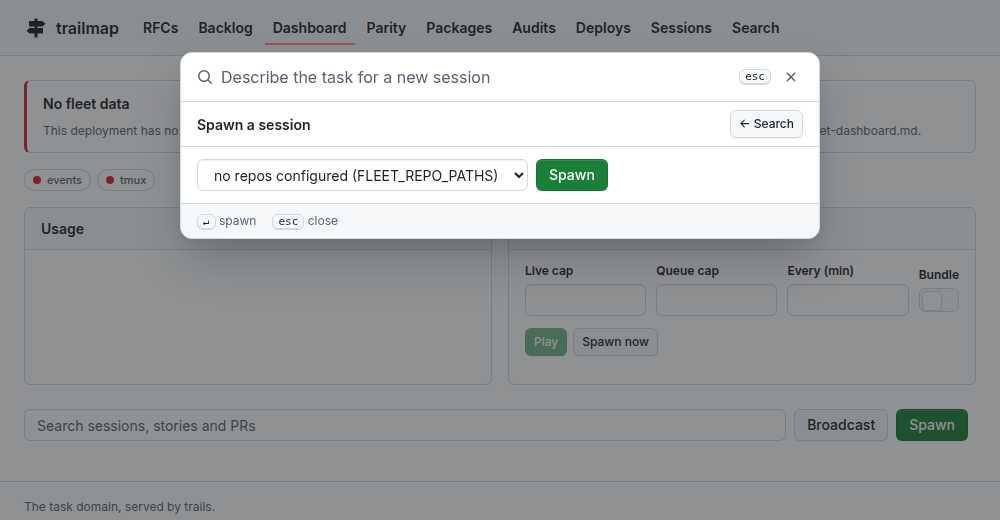 trailmap RFCs Backlog Dashboard Parity Packages Audits Deploys Sessions Search
Describe the task for a new session esc
Spawn a session ← Search
no repos configured (FLEET_REPO_PATHS) Spawn
↵ spawn esc close
No fleet data
This deployment has no et-dashboard.md.
events tmux
Usage
Live cap Queue cap Every (min) Bundle
Play Spawn now
Search sessions, stories and PRs Broadcast Spawn
The task domain, served by trails.